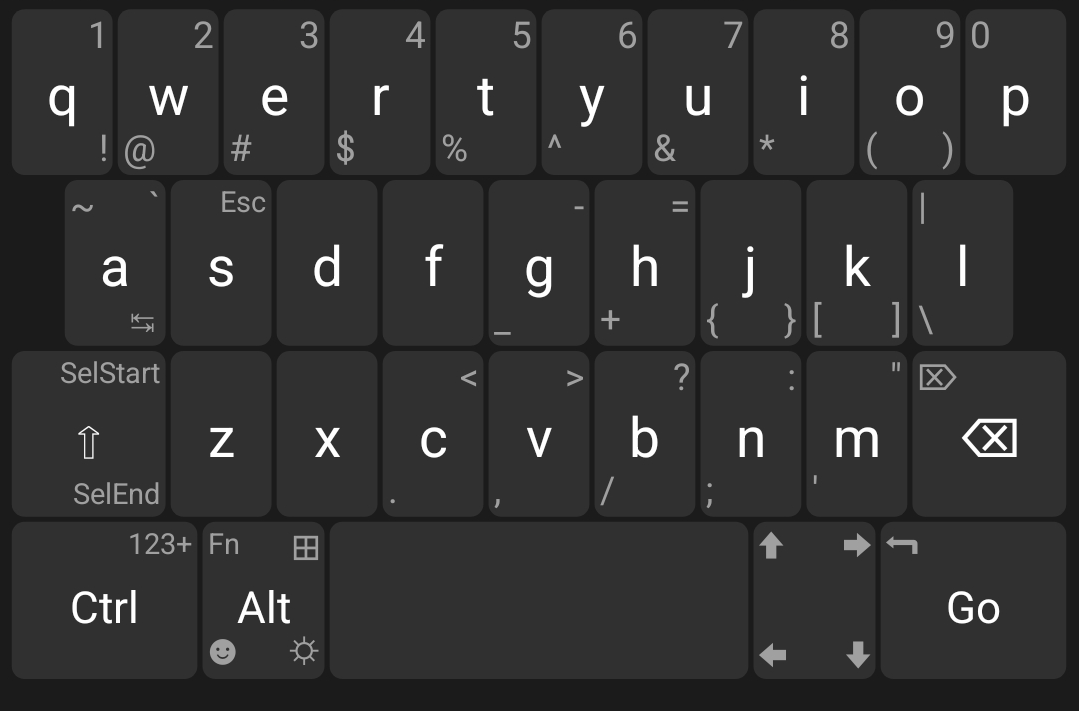 1 2 3 4 5 6 7 8 9 0
q w e r t y u i o p
! @ # $ % ^ & * ( )
~ ` Esc - = |
a s d f g h j k l
↹ _ + { } [ ] \
SelStart < > ? : " ⌦
⇧ z x c v b n m ⌫
SelEnd . , / ; '
123+ Fn
Ctrl Alt Go